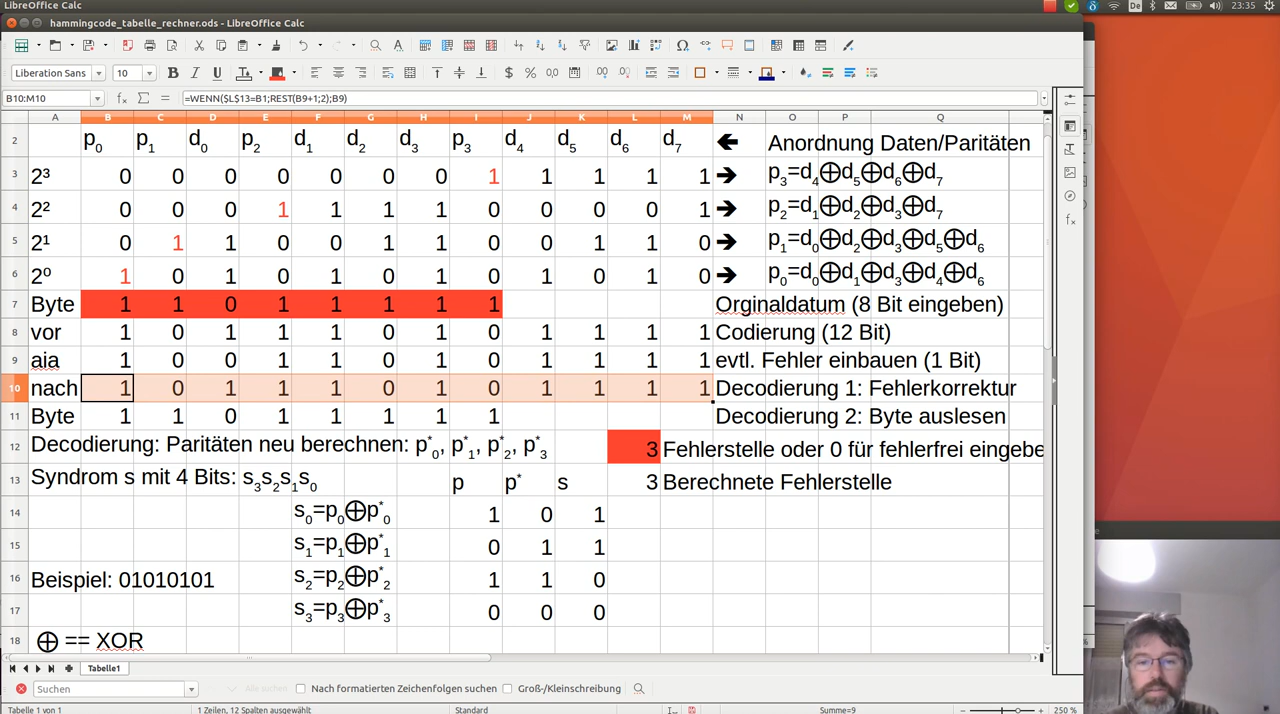 LibreOffice Calc
De
23:35
hammingcode_tabelle_rechner.ods - LibreOffice Calc
Liberation Sans 10
B10:M10 =WENN($L$13=B1;REST(B9+1;2);B9)
A B C D E F G H I J K L M N O P Q
2 p₀ p₁ d₀ p₂ d₁ d₂ d₃ p₃ d₄ d₅ d₆ d₇ 🡸 Anordnung Daten/Paritäten
3 2³ 0 0 0 0 0 0 0 1 1 1 1 1 ➔ p₃=d₄⨁d₅⨁d₆⨁d₇
4 2² 0 0 0 1 1 1 1 0 0 0 0 1 ➔ p₂=d₁⨁d₂⨁d₃⨁d₇
5 2¹ 0 1 1 0 0 1 1 0 0 1 1 0 ➔ p₁=d₀⨁d₂⨁d₃⨁d₅⨁d₆
6 2⁰ 1 0 1 0 1 0 1 0 1 0 1 0 ➔ p₀=d₀⨁d₁⨁d₃⨁d₄⨁d₆
7 Byte 1 1 0 1 1 1 1 1 Orginaldatum (8 Bit eingeben)
8 vor 1 0 1 1 1 0 1 0 1 1 1 1 Codierung (12 Bit)
9 aia 1 0 0 1 1 0 1 0 1 1 1 1 evtl. Fehler einbauen (1 Bit)
10 nach 1 0 1 1 1 0 1 0 1 1 1 1 Decodierung 1: Fehlerkorrektur
11 Byte 1 1 0 1 1 1 1 1 Decodierung 2: Byte auslesen
12 Decodierung: Paritäten neu berechnen: p*₀, p*₁, p*₂, p*₃ 3 Fehlerstelle oder 0 für fehlerfrei eingebe
13 Syndrom s mit 4 Bits: s₃s₂s₁s₀ p p* s 3 Berechnete Fehlerstelle
14 s₀=p₀⨁p*₀ 1 0 1
15 s₁=p₁⨁p*₁ 0 1 1
16 Beispiel: 01010101 s₂=p₂⨁p*₂ 1 1 0
17 s₃=p₃⨁p*₃ 0 0 0
18 ⨁ == XOR
Tabelle1
Suchen Alle suchen Nach formatierten Zeichenfolgen suchen Groß-/Kleinschreibung
Tabelle 1 von 1 1 Zeilen, 12 Spalten ausgewählt Standard Summe=9 250 %